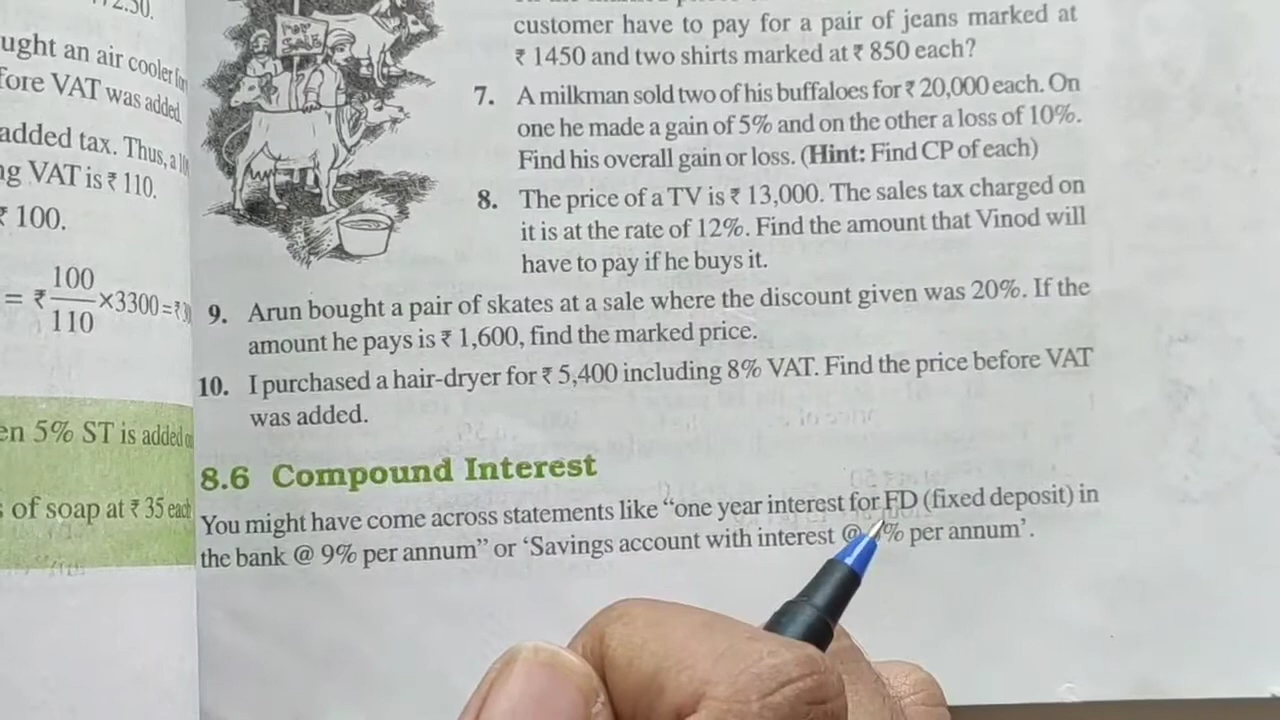 2.50.
ught an air cooler for
fore VAT was added.
added tax. Thus, a
ng VAT is ₹ 110.
₹ 100.
= ₹ 100/110 ×3300 = ₹
en 5% ST is added
of soap at ₹ 35 each
FOR SALE
customer have to pay for a pair of jeans marked at
₹ 1450 and two shirts marked at ₹ 850 each?
7. A milkman sold two of his buffaloes for ₹ 20,000 each. On
one he made a gain of 5% and on the other a loss of 10%.
Find his overall gain or loss. (Hint: Find CP of each)
8. The price of a TV is ₹ 13,000. The sales tax charged on
it is at the rate of 12%. Find the amount that Vinod will
have to pay if he buys it.
9. Arun bought a pair of skates at a sale where the discount given was 20%. If the
amount he pays is ₹ 1,600, find the marked price.
10. I purchased a hair-dryer for ₹ 5,400 including 8% VAT. Find the price before VAT
was added.
8.6 Compound Interest
You might have come across statements like “one year interest for FD (fixed deposit) in
the bank @ 9% per annum” or ‘Savings account with interest @ % per annum’.